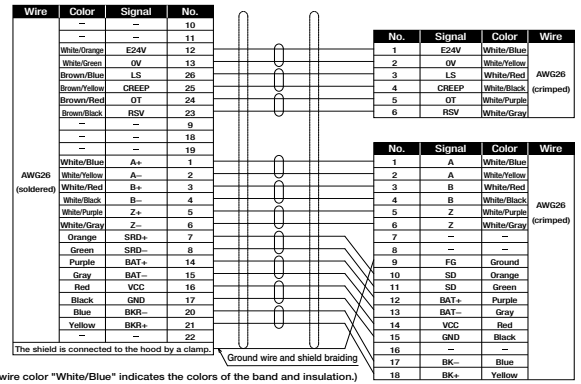 Wire Color Signal No.
– – 10
– – 11
White/Orange E24V 12
White/Green 0V 13
Brown/Blue LS 26
Brown/Yellow CREEP 25
Brown/Red OT 24
Brown/Black RSV 23
– – 9
– – 18
– – 19
White/Blue A+ 1
AWG26 White/Yellow A– 2
(soldered) White/Red B+ 3
White/Black B– 4
White/Purple Z+ 5
White/Gray Z– 6
Orange SRD+ 7
Green SRD– 8
Purple BAT+ 14
Gray BAT– 15
Red VCC 16
Black GND 17
Blue BKR– 20
Yellow BKR+ 21
– – 22
The shield is connected to the hood by a clamp.
No. Signal Color Wire
1 E24V White/Blue
2 0V White/Yellow
3 LS White/Red AWG26
4 CREEP White/Black (crimped)
5 OT White/Purple
6 RSV White/Gray
No. Signal Color Wire
1 A White/Blue
2 A White/Yellow
3 B White/Red
4 B White/Black AWG26
5 Z White/Purple (crimped)
6 Z White/Gray
7 – –
8 – –
9 FG Ground
10 SD Orange
11 SD Green
12 BAT+ Purple
13 BAT– Gray
14 VCC Red
15 GND Black
16 – –
17 BK– Blue
18 BK+ Yellow
Ground wire and shield braiding
wire color "White/Blue" indicates the colors of the band and insulation.)